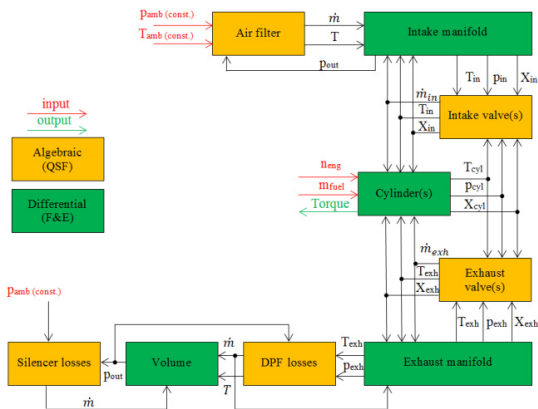 p_amb (const.)
T_amb (const.)
Air filter
ṁ
T
p_out
Intake manifold
T_in
p_in
X_in
input
output
Algebraic
(QSF)
Differential
(F&E)
ṁ_in
T_in
X_in
Intake valve(s)
n_eng
m_fuel
Torque
Cylinder(s)
T_cyl
p_cyl
X_cyl
ṁ_exh
T_exh
X_exh
Exhaust
valve(s)
T_exh
p_exh
X_exh
p_amb (const.)
Silencer losses
p_out
Volume
ṁ
T
DPF losses
T_exh
p_exh
Exhaust manifold
ṁ